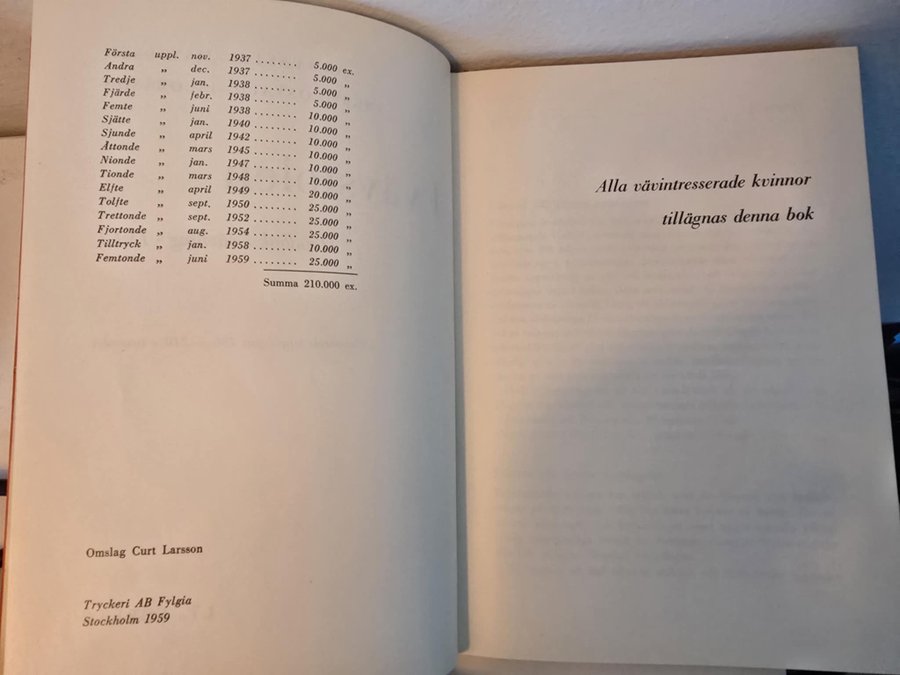 Första uppl. nov. 1937 ........ 5.000 ex.
Andra „ dec. 1937 ........ 5.000 „
Tredje „ jan. 1938 ........ 5.000 „
Fjärde „ febr. 1938 ........ 5.000 „
Femte „ juni 1938 ........ 10.000 „
Sjätte „ jan. 1940 ........ 10.000 „
Sjunde „ april 1942 ........ 10.000 „
Åttonde „ mars 1945 ........ 10.000 „
Nionde „ jan. 1947 ........ 10.000 „
Tionde „ mars 1948 ........ 10.000 „
Elfte „ april 1949 ........ 20.000 „
Tolfte „ sept. 1950 ........ 25.000 „
Trettonde „ sept. 1952 ........ 25.000 „
Fjortonde „ aug. 1954 ........ 25.000 „
Tilltryck „ jan. 1958 ........ 10.000 „
Femtonde „ juni 1959 ........ 25.000 „
Summa 210.000 ex.
Omslag Curt Larsson
Tryckeri AB Fylgia
Stockholm 1959
Alla vävintresserade kvinnor
tillägnas denna bok